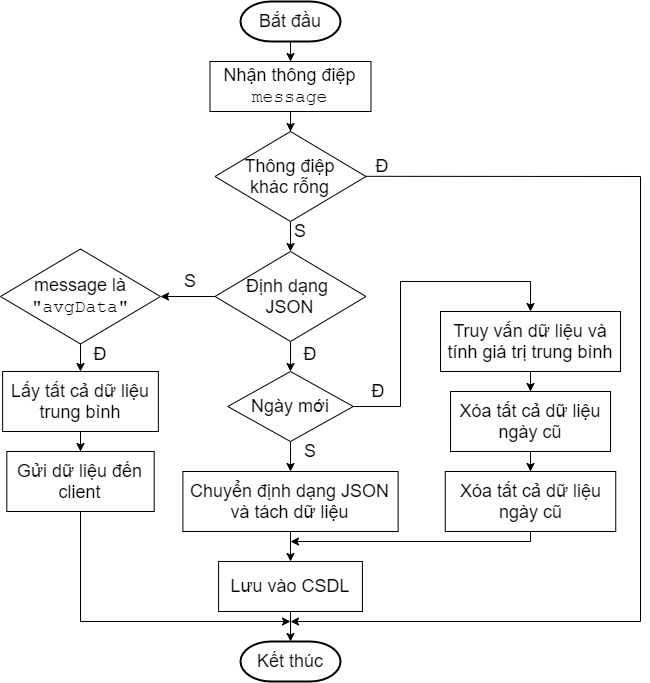 Bắt đầu
Nhận thông điệp
message
Thông điệp
khác rỗng
Đ
S
Định dạng
JSON
S
message là
"avgData"
Đ
Lấy tất cả dữ liệu
trung bình
Gửi dữ liệu đến
client
Đ
Ngày mới
Đ
S
Truy vấn dữ liệu và
tính giá trị trung bình
Xóa tất cả dữ liệu
ngày cũ
Xóa tất cả dữ liệu
ngày cũ
Chuyển định dạng JSON
và tách dữ liệu
Lưu vào CSDL
Kết thúc